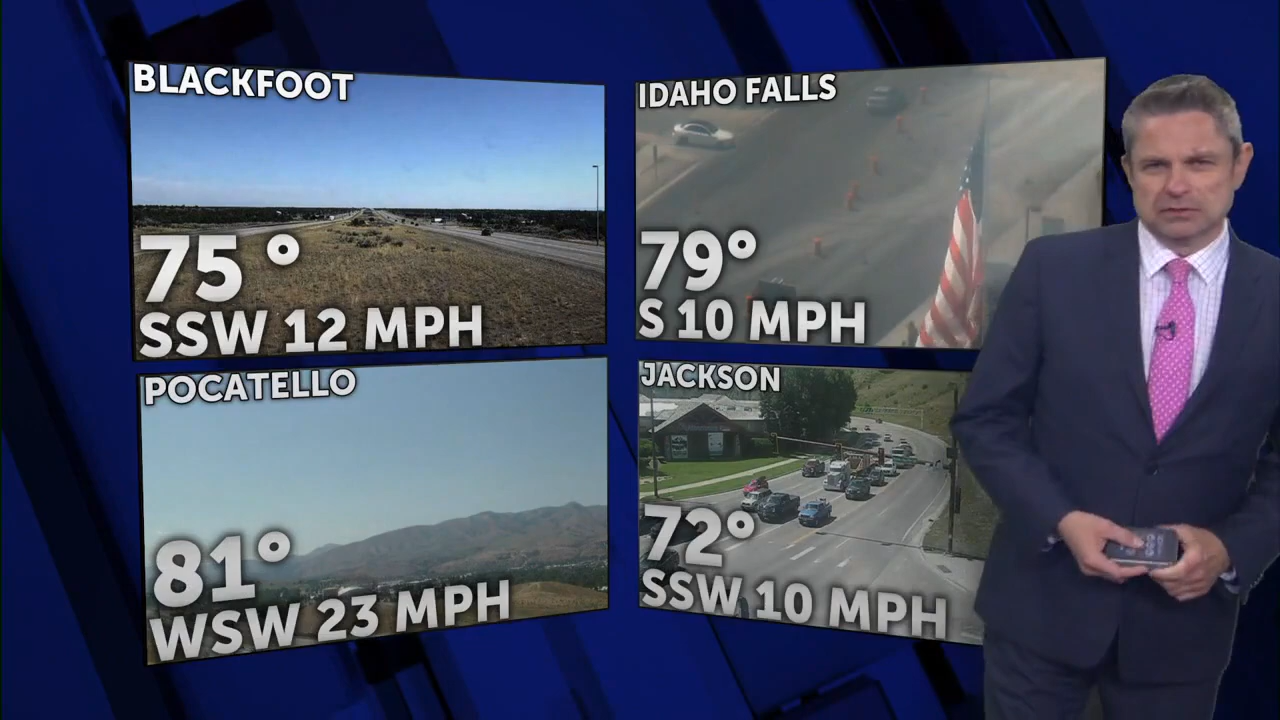 BLACKFOOT
75°
SSW 12 MPH
IDAHO FALLS
79°
S 10 MPH
POCATELLO
81°
WSW 23 MPH
JACKSON
72°
SSW 10 MPH